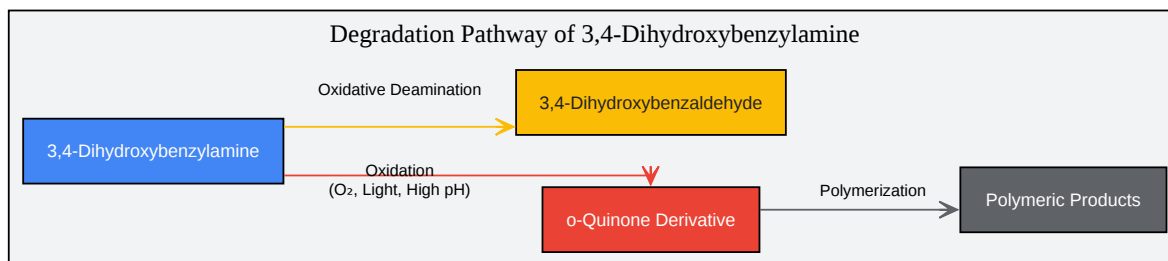 Degradation Pathway of 3,4-Dihydroxybenzylamine
Oxidative Deamination
3,4-Dihydroxybenzaldehyde
3,4-Dihydroxybenzylamine
Oxidation
(O₂, Light, High pH)
o-Quinone Derivative
Polymerization
Polymeric Products